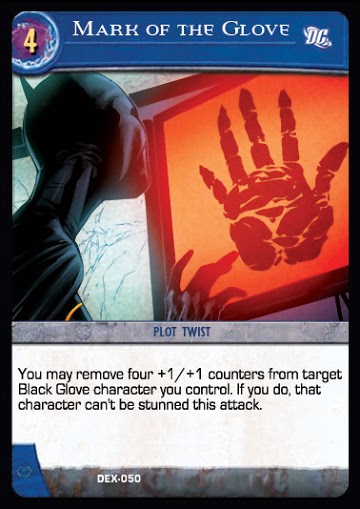 4
Mark of the Glove
DC
PLOT TWIST
You may remove four +1/+1 counters from target
Black Glove character you control. If you do, that
character can't be stunned this attack.
DEX-050